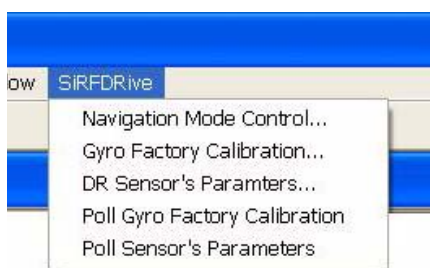 ow SiRFDRive
Navigation Mode Control...
Gyro Factory Calibration...
DR Sensor's Paramters...
Poll Gyro Factory Calibration
Poll Sensor's Parameters